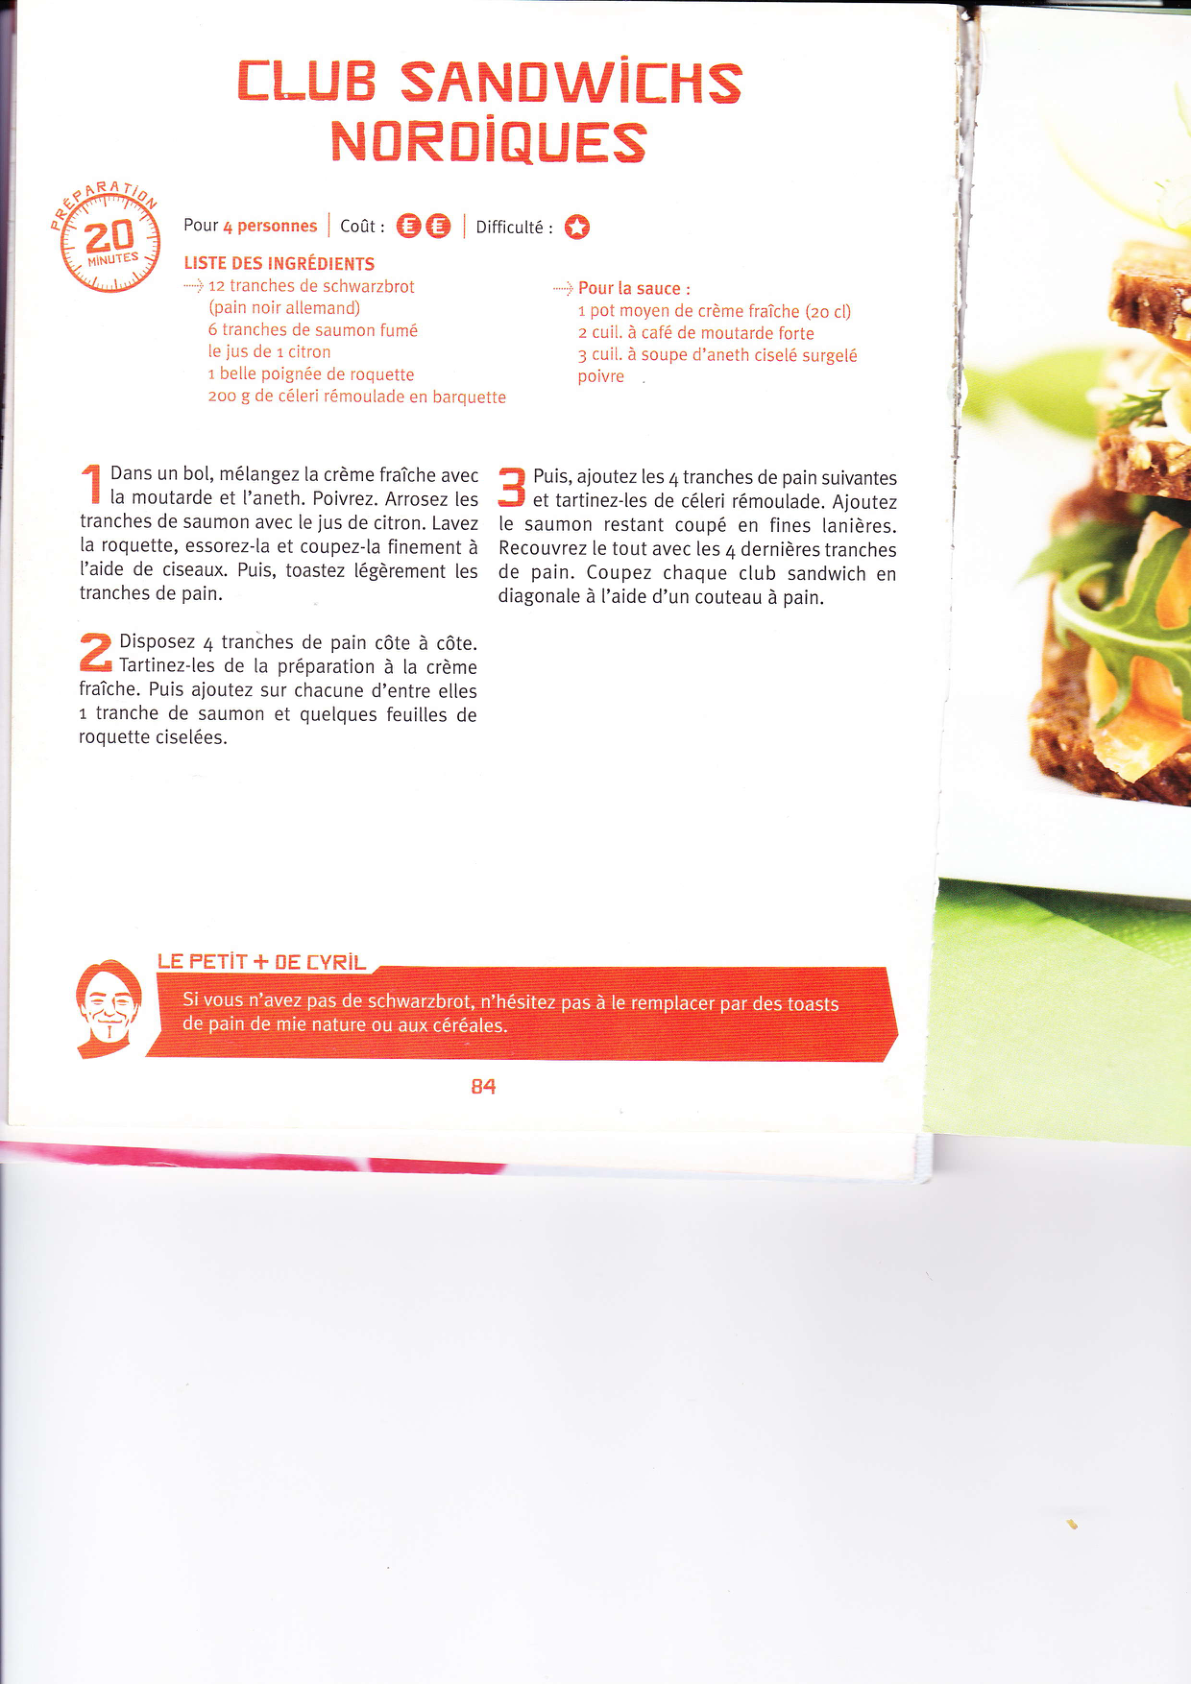 CLUB SANDWiCHS
NORDiQUES
PRÉPARATION
20
MINUTES
Pour 4 personnes | Coût : E E | Difficulté :
LISTE DES INGRÉDIENTS
12 tranches de schwarzbrot
(pain noir allemand)
6 tranches de saumon fumé
le jus de 1 citron
1 belle poignée de roquette
200 g de céleri rémoulade en barquette
Pour la sauce :
1 pot moyen de crème fraîche (20 cl)
2 cuil. à café de moutarde forte
3 cuil. à soupe d'aneth ciselé surgelé
poivre
1 Dans un bol, mélangez la crème fraîche avec
la moutarde et l'aneth. Poivrez. Arrosez les
tranches de saumon avec le jus de citron. Lavez
la roquette, essorez-la et coupez-la finement à
l'aide de ciseaux. Puis, toastez légèrement les
tranches de pain.
2 Disposez 4 tranches de pain côte à côte.
Tartinez-les de la préparation à la crème
fraîche. Puis ajoutez sur chacune d'entre elles
1 tranche de saumon et quelques feuilles de
roquette ciselées.
3 Puis, ajoutez les 4 tranches de pain suivantes
et tartinez-les de céleri rémoulade. Ajoutez
le saumon restant coupé en fines lanières.
Recouvrez le tout avec les 4 dernières tranches
de pain. Coupez chaque club sandwich en
diagonale à l'aide d'un couteau à pain.
LE PETiT + DE CYRiL
Si vous n'avez pas de schwarzbrot, n'hésitez pas à le remplacer par des toasts
de pain de mie nature ou aux céréales.
84